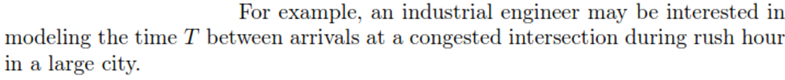 For example, an industrial engineer may be interested in
modeling the time T between arrivals at a congested intersection during rush hour
in a large city.